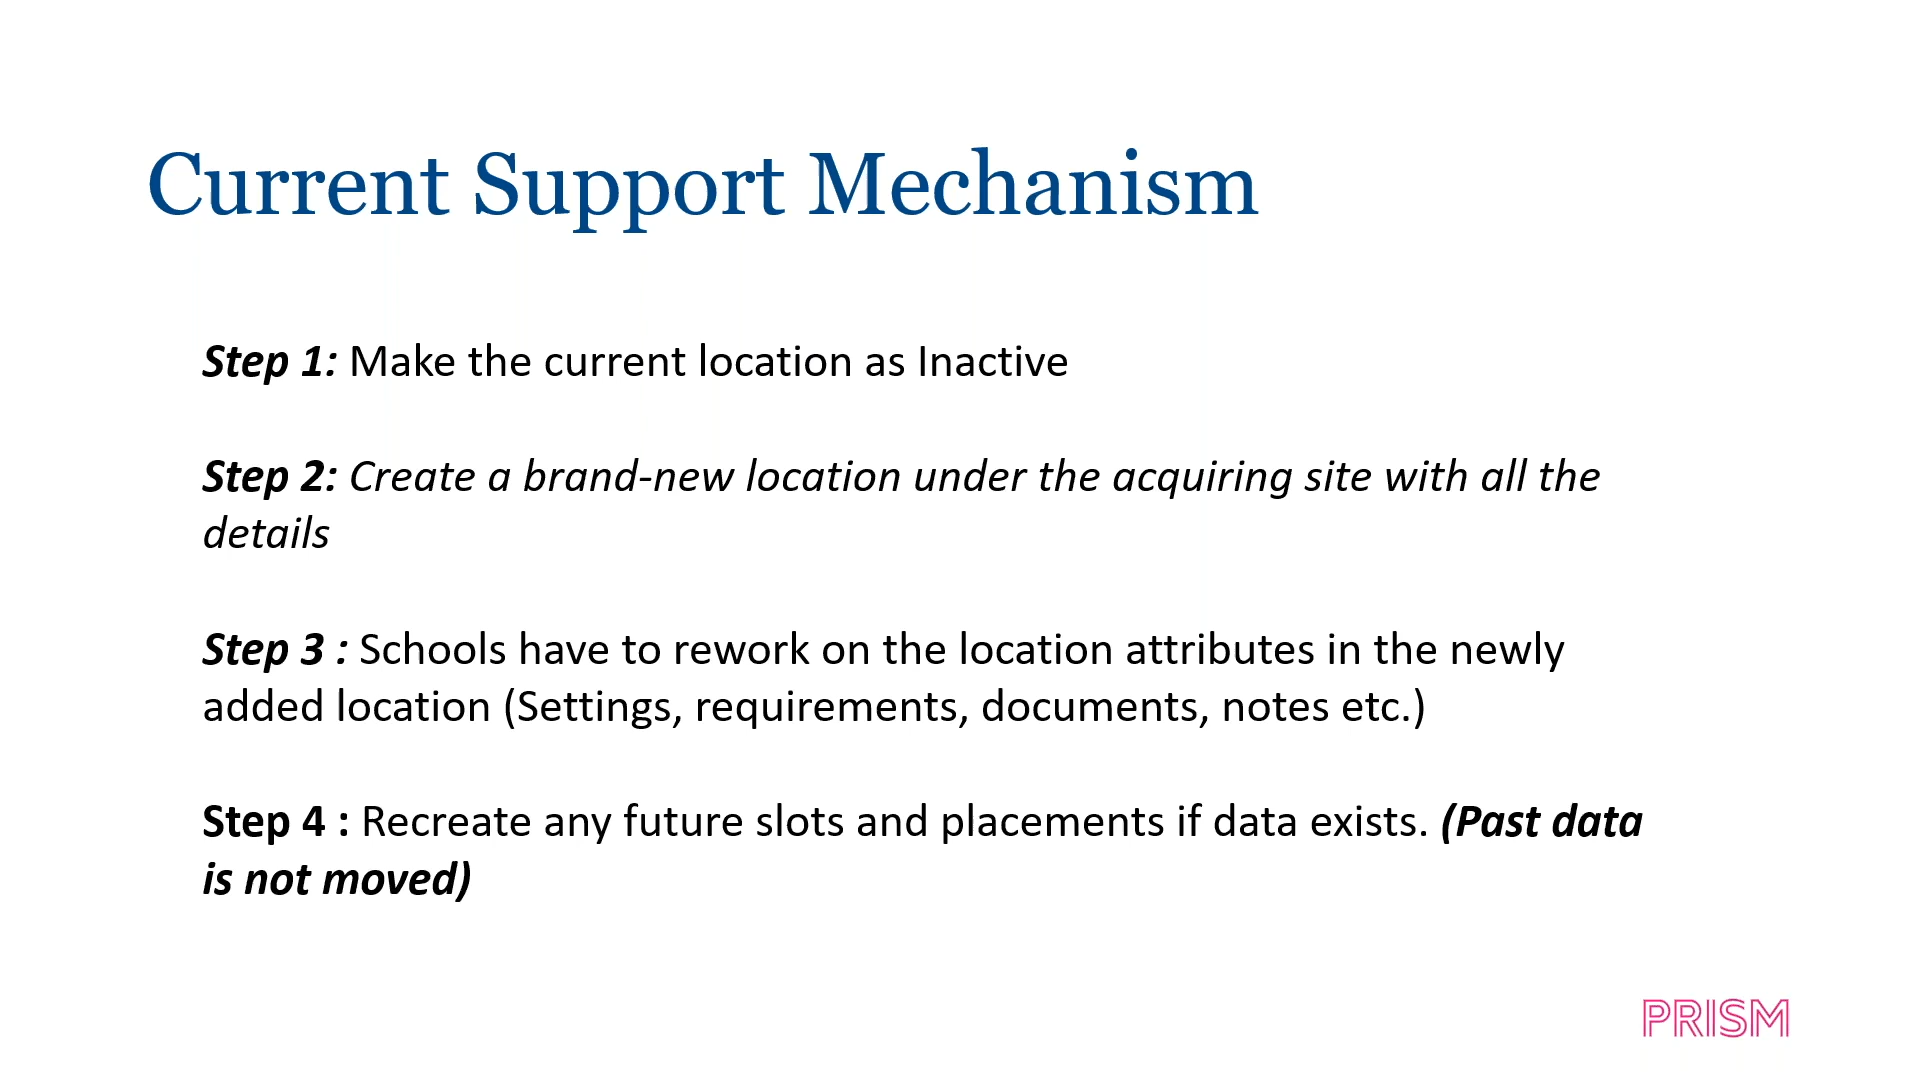 Current Support Mechanism
Step 1: Make the current location as Inactive
Step 2: Create a brand-new location under the acquiring site with all the
details
Step 3 : Schools have to rework on the location attributes in the newly
added location (Settings, requirements, documents, notes etc.)
Step 4 : Recreate any future slots and placements if data exists. (Past data
is not moved)
PRISM